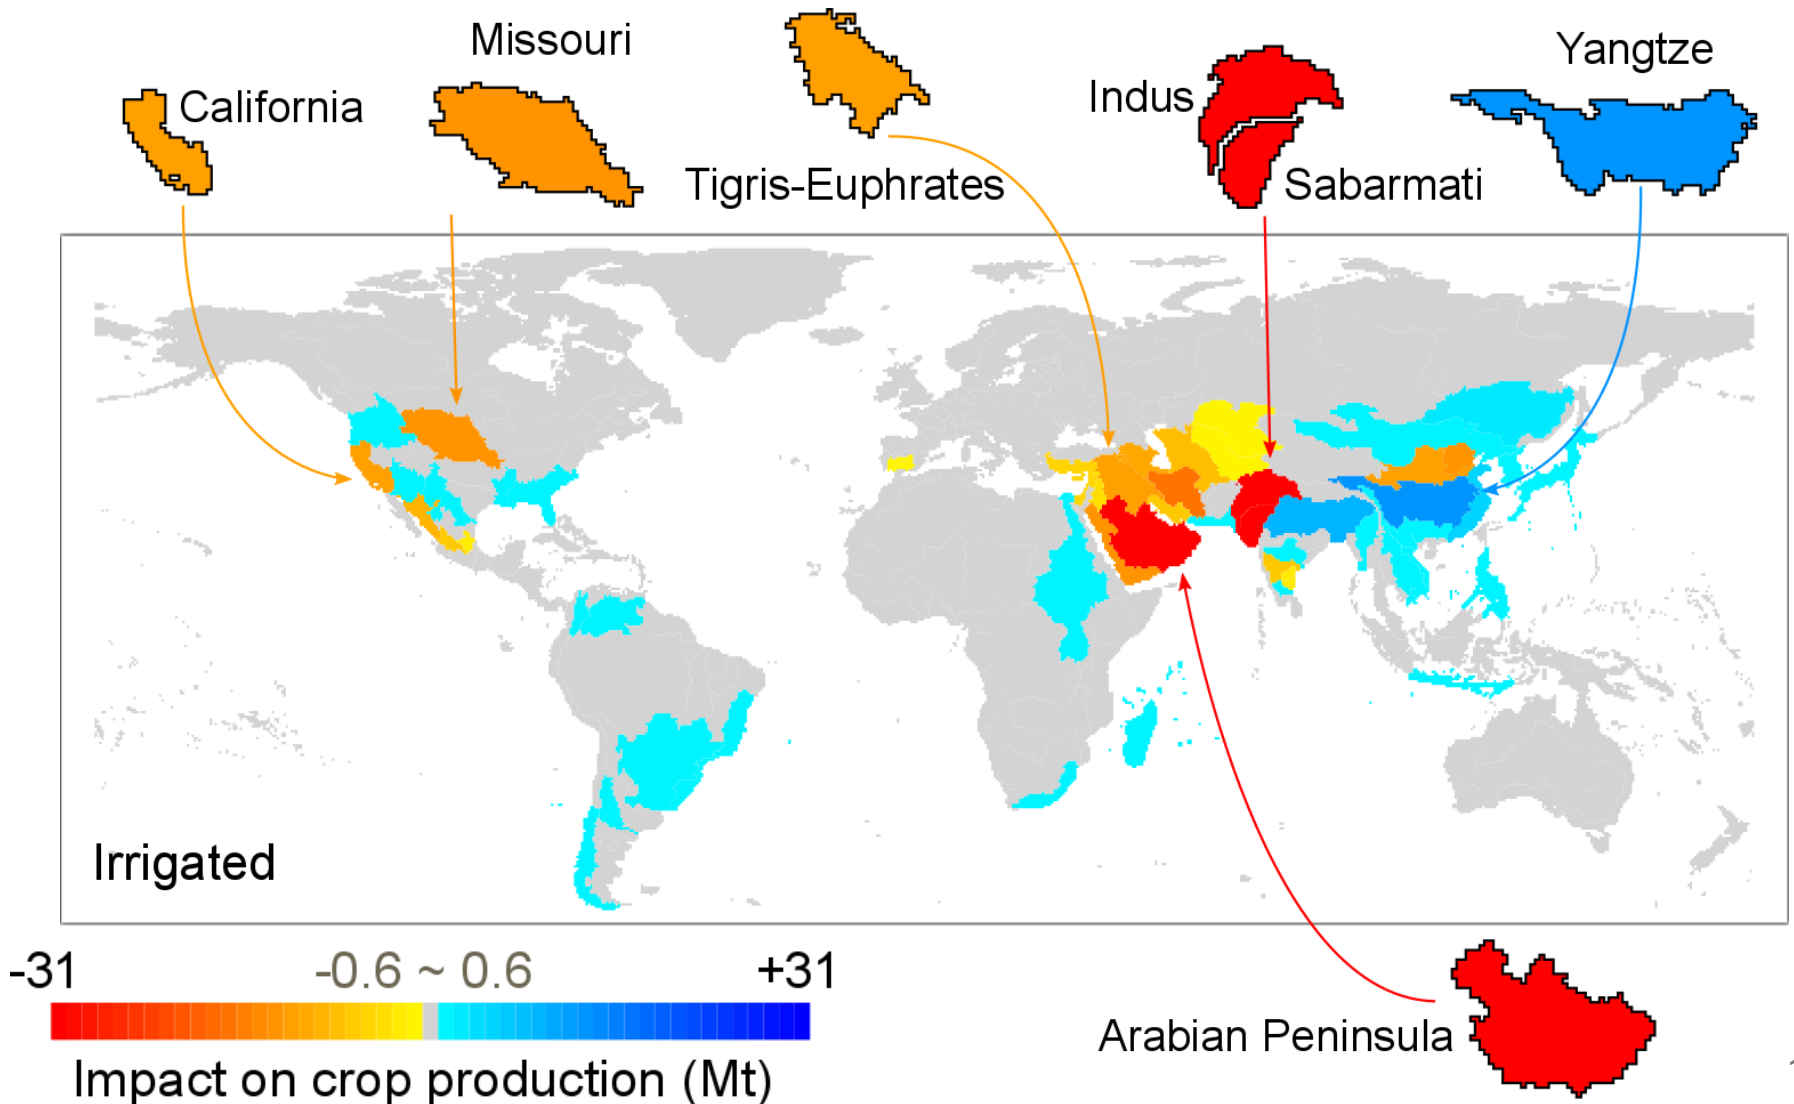 Missouri
Yangtze
California
Indus
Tigris-Euphrates
Sabarmati
Irrigated
-31
-0.6 ~ 0.6
+31
Arabian Peninsula
Impact on crop production (Mt)